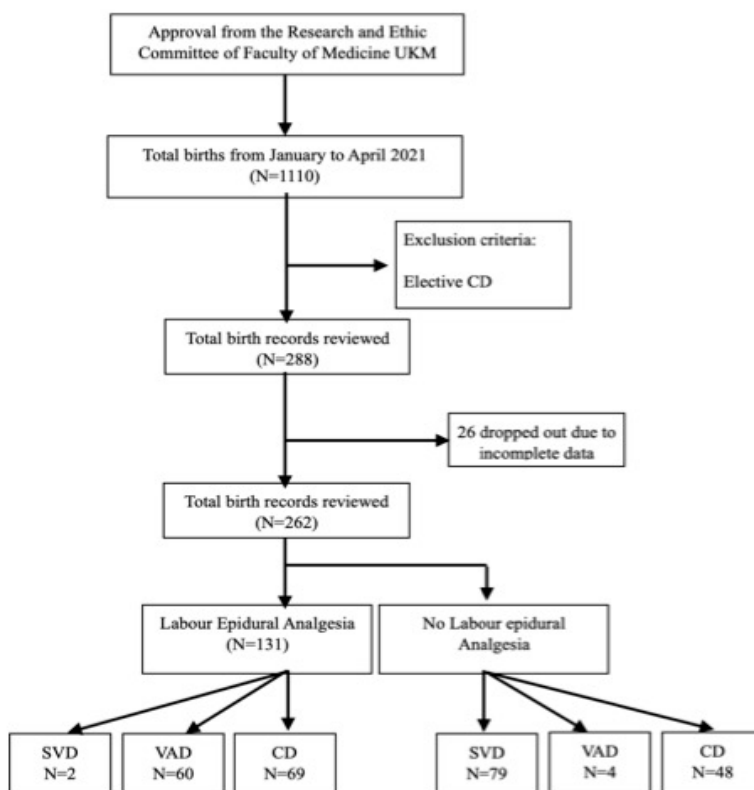 Approval from the Research and Ethic
Committee of Faculty of Medicine UKM
Total births from January to April 2021
(N=1110)
Exclusion criteria:
Elective CD
Total birth records reviewed
(N=288)
26 dropped out due to
incomplete data
Total birth records reviewed
(N=262)
Labour Epidural Analgesia
(N=131)
No Labour epidural
Analgesia
SVD
N=2
VAD
N=60
CD
N=69
SVD
N=79
VAD
N=4
CD
N=48